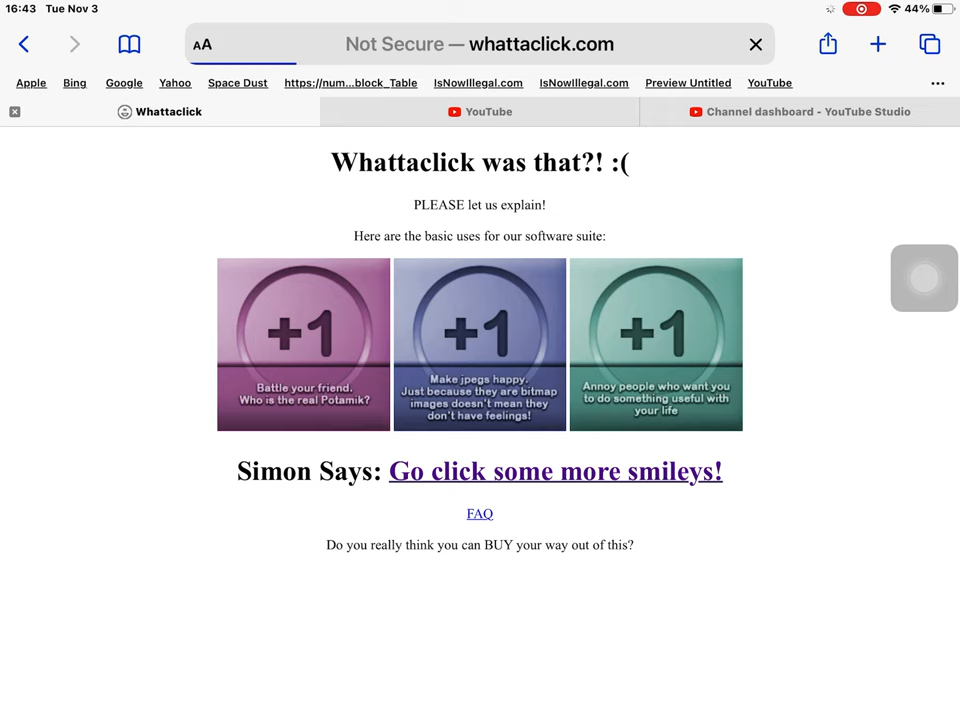 16:43 Tue Nov 3 44%
AA Not Secure — whattaclick.com
Apple Bing Google Yahoo Space Dust https://num...block_Table IsNowIllegal.com IsNowIllegal.com Preview Untitled YouTube
Whattaclick YouTube Channel dashboard - YouTube Studio
Whattaclick was that?! :(
PLEASE let us explain!
Here are the basic uses for our software suite:
+1
Battle your friend.
Who is the real Potamik?
+1
Make jpegs happy.
Just because they are bitmap
images doesn't mean they
don't have feelings!
+1
Annoy people who want you
to do something useful with
your life
Simon Says: Go click some more smileys!
FAQ
Do you really think you can BUY your way out of this?